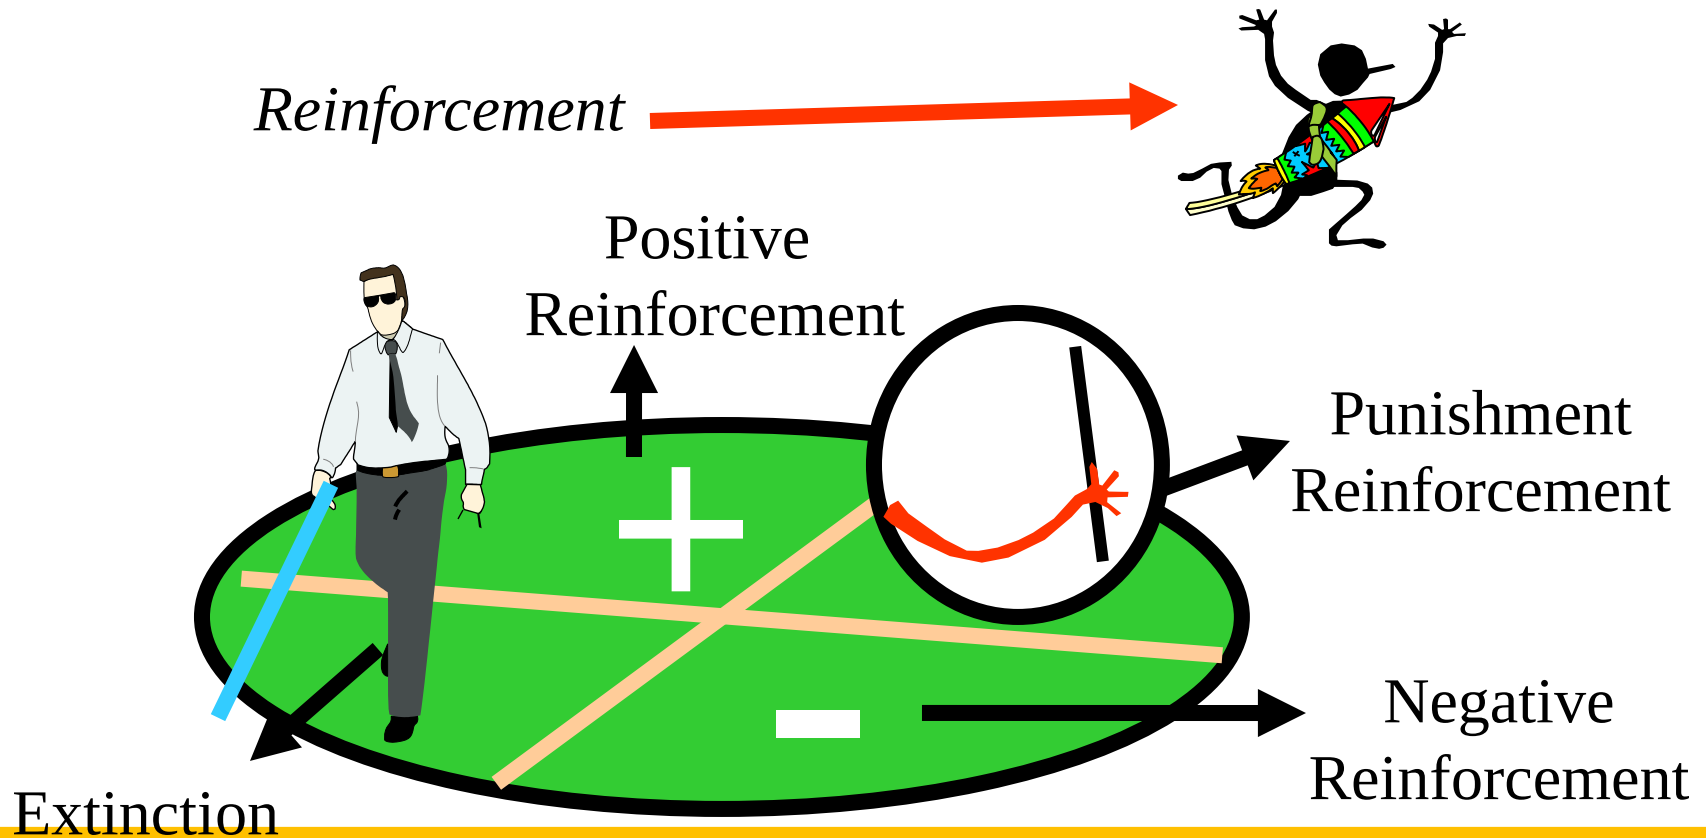 Reinforcement
Positive
Reinforcement
Punishment
Reinforcement
Negative
Reinforcement
Extinction